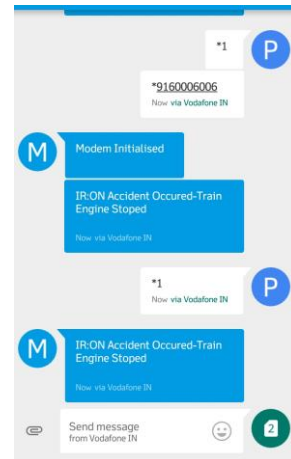 *1
P
*9160006006
Now via Vodafone IN
M
Modem Initialised
IR:ON Accident Occured-Train
Engine Stoped
Now via Vodafone IN
*1
P
Now via Vodafone IN
M
IR:ON Accident Occured-Train
Engine Stoped
Now via Vodafone IN
Send message
from Vodafone IN
2